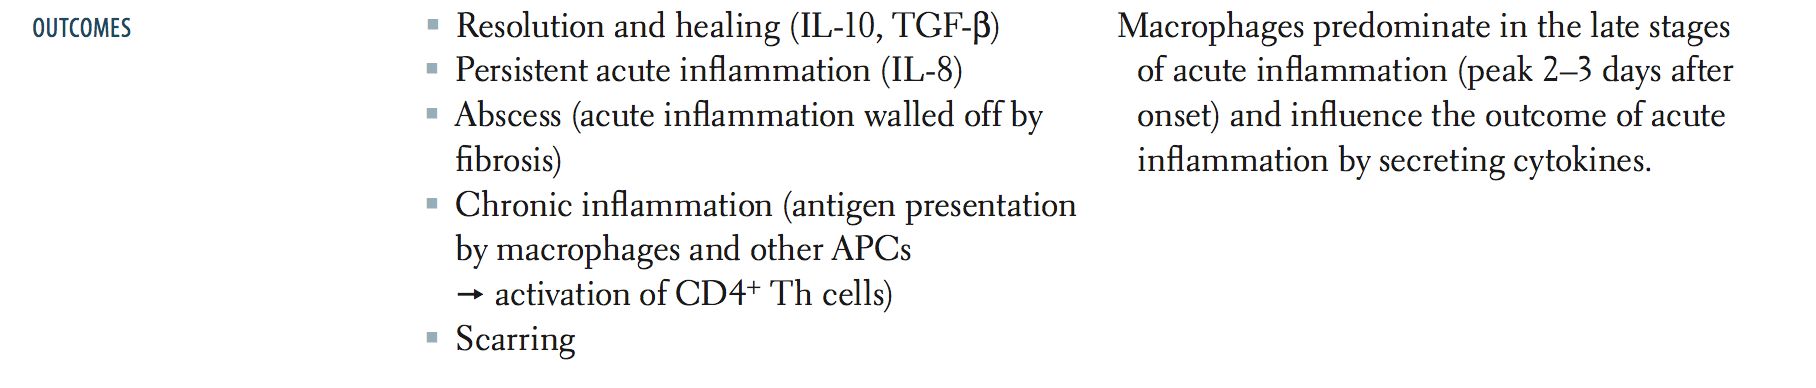 OUTCOMES
▪ Resolution and healing (IL-10, TGF-β)
▪ Persistent acute inflammation (IL-8)
▪ Abscess (acute inflammation walled off by
fibrosis)
▪ Chronic inflammation (antigen presentation
by macrophages and other APCs
→ activation of CD4⁺ Th cells)
▪ Scarring
Macrophages predominate in the late stages
of acute inflammation (peak 2–3 days after
onset) and influence the outcome of acute
inflammation by secreting cytokines.